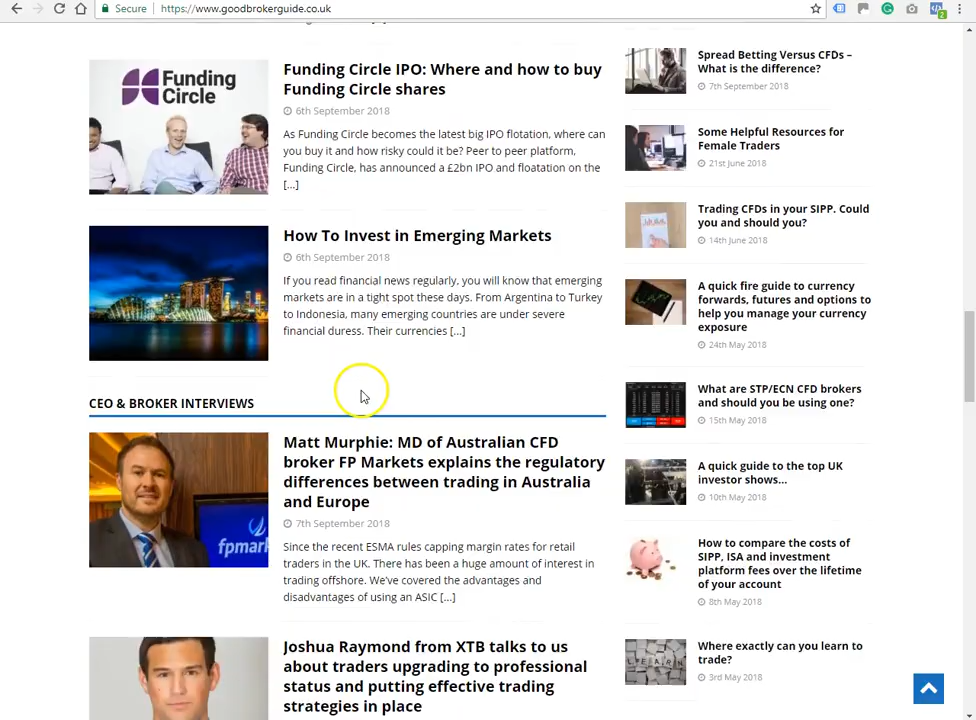 Secure
https://www.goodbrokerguide.co.uk
2
Funding
Circle
Funding Circle IPO: Where and how to buy
Funding Circle shares
6th September 2018
As Funding Circle becomes the latest big IPO flotation, where can
you buy it and how risky could it be? Peer to peer platform,
Funding Circle, has announced a £2bn IPO and floatation on the
[...]
How To Invest in Emerging Markets
6th September 2018
If you read financial news regularly, you will know that emerging
markets are in a tight spot these days. From Argentina to Turkey
to Indonesia, many emerging countries are under severe
financial duress. Their currencies [...]
CEO & BROKER INTERVIEWS
Matt Murphie: MD of Australian CFD
broker FP Markets explains the regulatory
differences between trading in Australia
and Europe
7th September 2018
Since the recent ESMA rules capping margin rates for retail
traders in the UK. There has been a huge amount of interest in
trading offshore. We've covered the advantages and
disadvantages of using an ASIC [...]
fpmark
Joshua Raymond from XTB talks to us
about traders upgrading to professional
status and putting effective trading
strategies in place
Spread Betting Versus CFDs –
What is the difference?
7th September 2018
Some Helpful Resources for
Female Traders
21st June 2018
Trading CFDs in your SIPP. Could
you and should you?
14th June 2018
A quick fire guide to currency
forwards, futures and options to
help you manage your currency
exposure
24th May 2018
What are STP/ECN CFD brokers
and should you be using one?
15th May 2018
A quick guide to the top UK
investor shows...
10th May 2018
How to compare the costs of
SIPP, ISA and investment
platform fees over the lifetime
of your account
8th May 2018
LEARN
Where exactly can you learn to
trade?
3rd May 2018